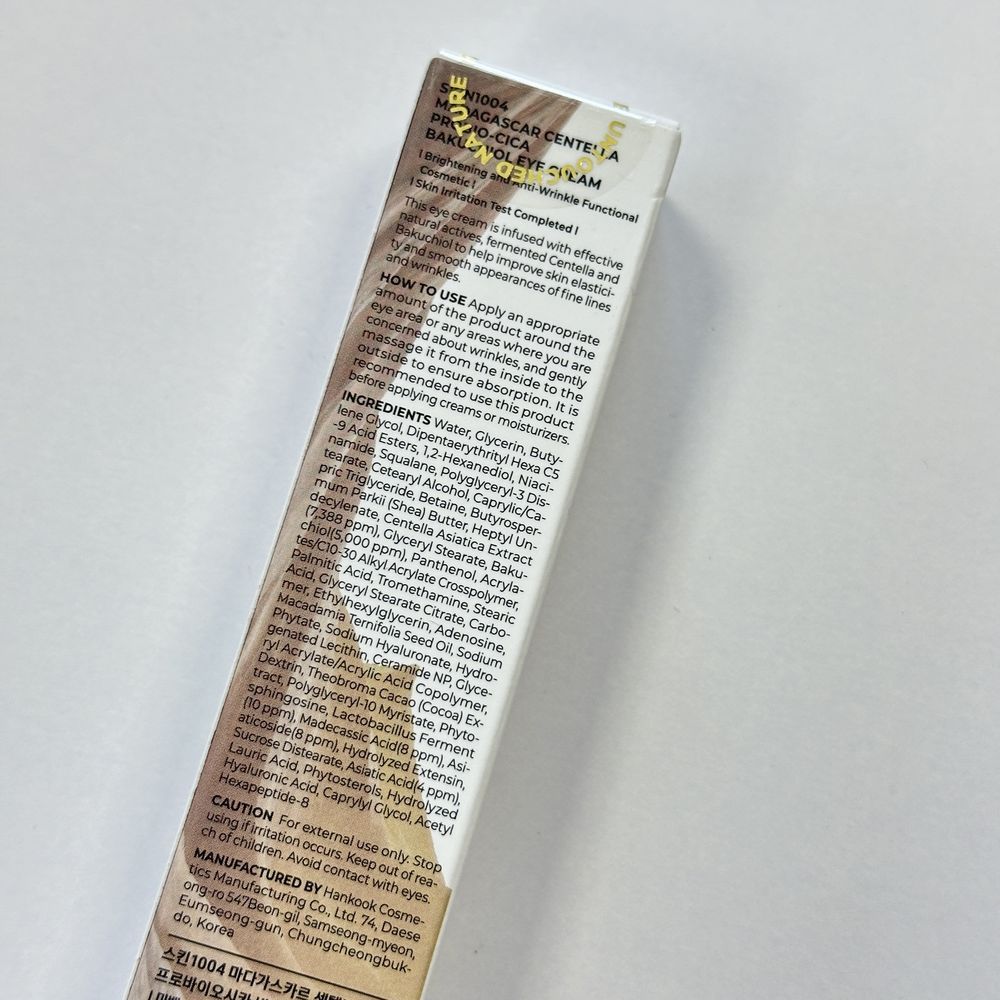 SKIN1004
MADAGASCAR CENTELLA
PROBIO-CICA
BAKUCHIOL EYE CREAM
UNTOUCHED NATURE
| Brightening and Anti-Wrinkle Functional
Cosmetic |
| Skin Irritation Test Completed |
This eye cream is infused with effective
natural actives, fermented Centella and
Bakuchiol to help improve skin elastici-
ty and smooth appearances of fine lines
and wrinkles.
HOW TO USE Apply an appropriate
amount of the product around the
eye area or any areas where you are
concerned about wrinkles, and gently
massage it from the inside to the
outside to ensure absorption. It is
recommended to use this product
before applying creams or moisturizers.
INGREDIENTS Water, Glycerin, Buty-
lene Glycol, Dipentaerythrityl Hexa C5
-9 Acid Esters, 1,2-Hexanediol, Niaci-
namide, Squalane, Polyglyceryl-3 Dis-
tearate, Cetearyl Alcohol, Caprylic/Ca-
pric Triglyceride, Betaine, Butyrosper-
mum Parkii (Shea) Butter, Heptyl Un-
decylenate, Centella Asiatica Extract
(7,388 ppm), Glyceryl Stearate, Baku-
chiol(5,000 ppm), Panthenol, Acryla-
tes/C10-30 Alkyl Acrylate Crosspolymer,
Palmitic Acid, Tromethamine, Stearic
Acid, Glyceryl Stearate Citrate, Carbo-
mer, Ethylhexylglycerin, Adenosine,
Macadamia Ternifolia Seed Oil, Sodium
Phytate, Sodium Hyaluronate, Hydro-
genated Lecithin, Ceramide NP, Glyce-
ryl Acrylate/Acrylic Acid Copolymer,
Dextrin, Theobroma Cacao (Cocoa) Ex-
tract, Polyglyceryl-10 Myristate, Phyto-
sphingosine, Lactobacillus Ferment
(10 ppm), Madecassic Acid(8 ppm), Asi-
aticoside(8 ppm), Hydrolyzed Extensin,
Sucrose Distearate, Asiatic Acid(4 ppm),
Lauric Acid, Phytosterols, Hydrolyzed
Hyaluronic Acid, Caprylyl Glycol, Acetyl
Hexapeptide-8
CAUTION For external use only. Stop
using if irritation occurs. Keep out of rea-
ch of children. Avoid contact with eyes.
MANUFACTURED BY Hankook Cosme-
tics Manufacturing Co., Ltd. 74, Daese
ong-ro 547Beon-gil, Samseong-myeon,
Eumseong-gun, Chungcheongbuk-
do, Korea
스킨1004 마다가스카르
프로바이오시카